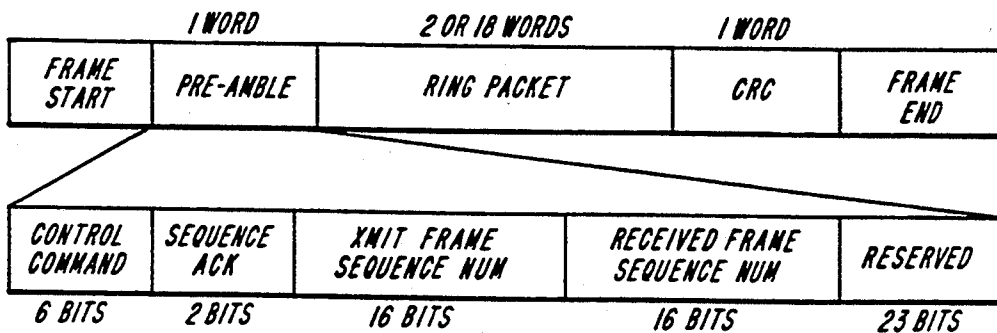 1 WORD 2 OR 18 WORDS 1 WORD
FRAME START
PRE-AMBLE
RING PACKET
CRC
FRAME END
CONTROL COMMAND
SEQUENCE ACK
XMIT FRAME SEQUENCE NUM
RECEIVED FRAME SEQUENCE NUM
RESERVED
6 BITS 2 BITS 16 BITS 16 BITS 23 BITS